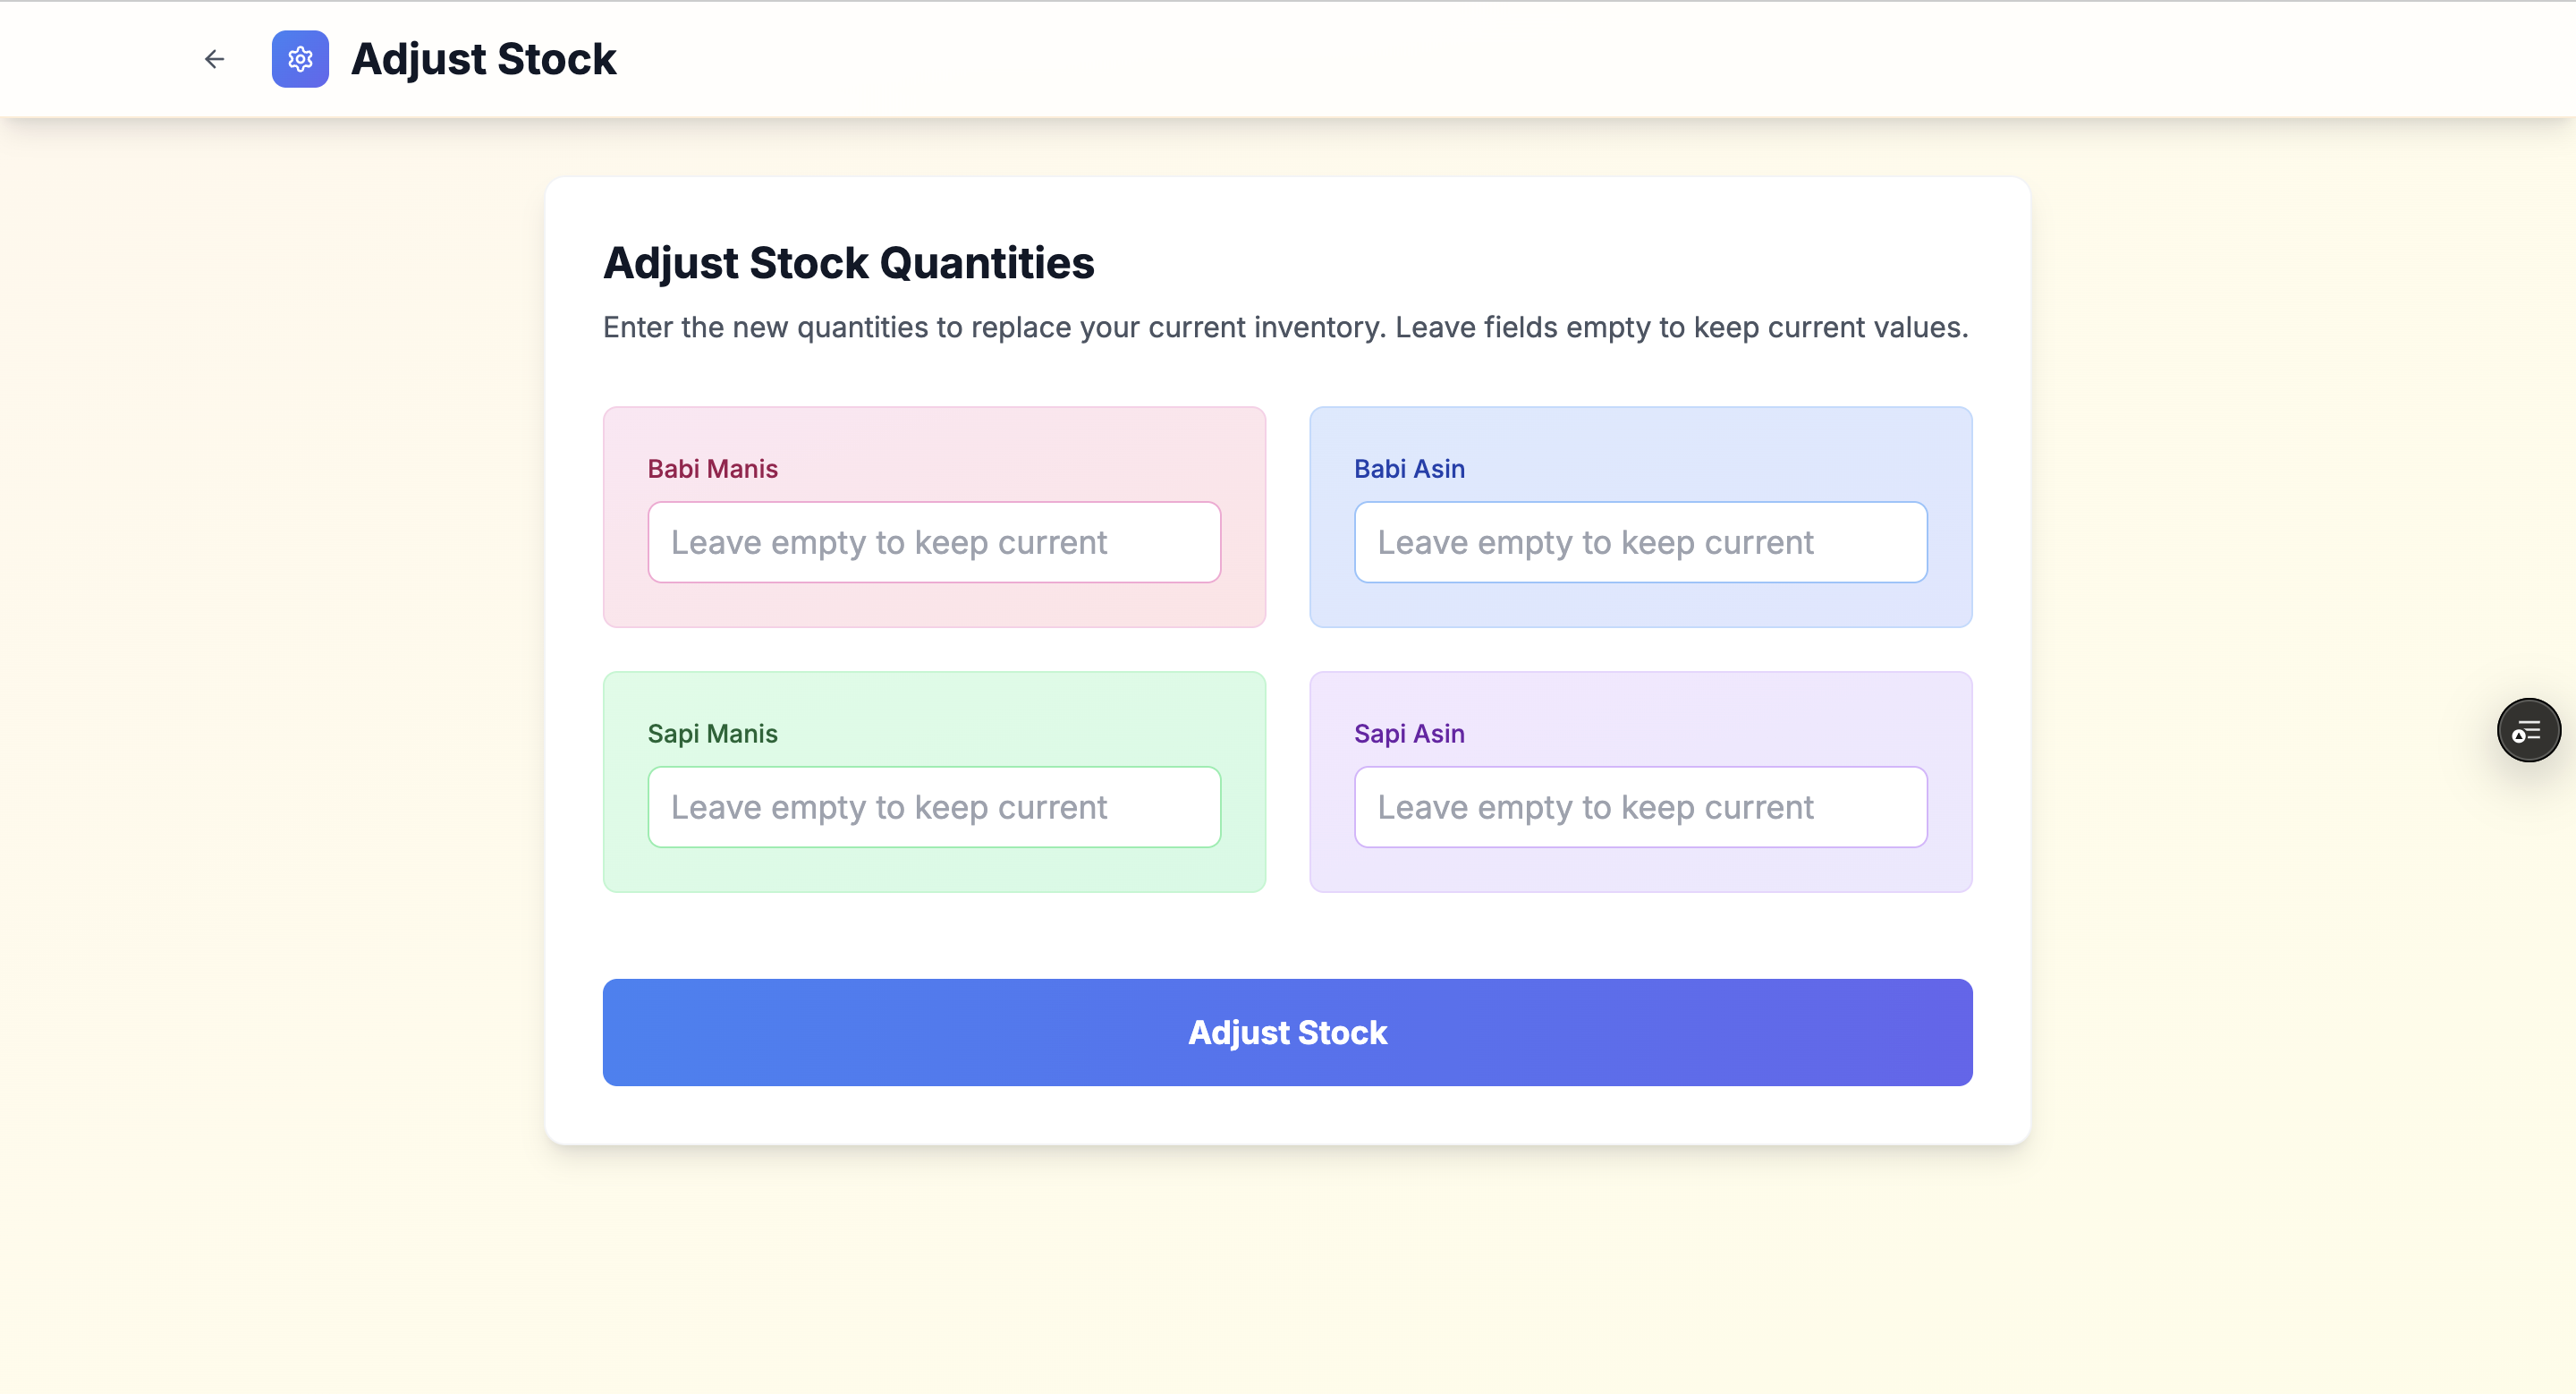 Adjust Stock
Adjust Stock Quantities
Enter the new quantities to replace your current inventory. Leave fields empty to keep current values.
Babi Manis
Leave empty to keep current
Babi Asin
Leave empty to keep current
Sapi Manis
Leave empty to keep current
Sapi Asin
Leave empty to keep current
Adjust Stock